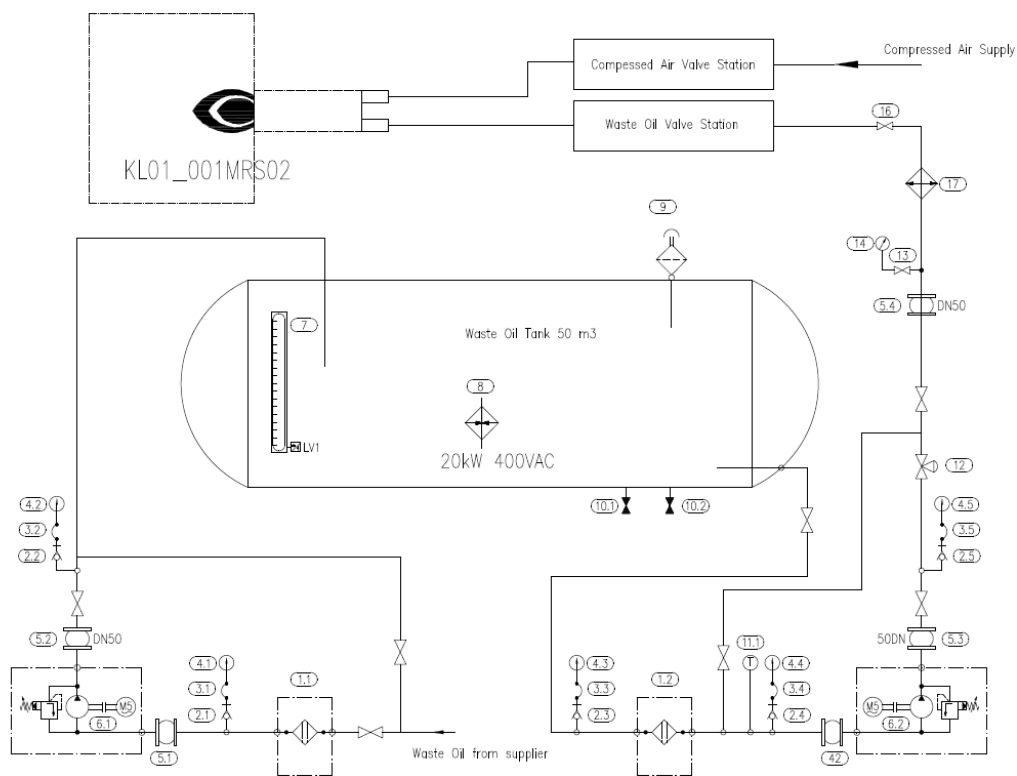 Compressed Air Supply
Compessed Air Valve Station
Waste Oil Valve Station
16
KL01_001MRS02
17
9
14
13
5.4 DN50
7
Waste Oil Tank 50 m3
8
LV1
20kW 400VAC
12
4.2
10.1
10.2
4.5
3.2
3.5
2.2
2.5
5.2 DN50
50DN 5.3
4.1
11.1
4.3
4.4
1.1
1.2
3.1
3.3
3.4
M5
6.1
2.1
2.3
T
2.4
M5
6.2
5.1
Waste Oil from supplier
42